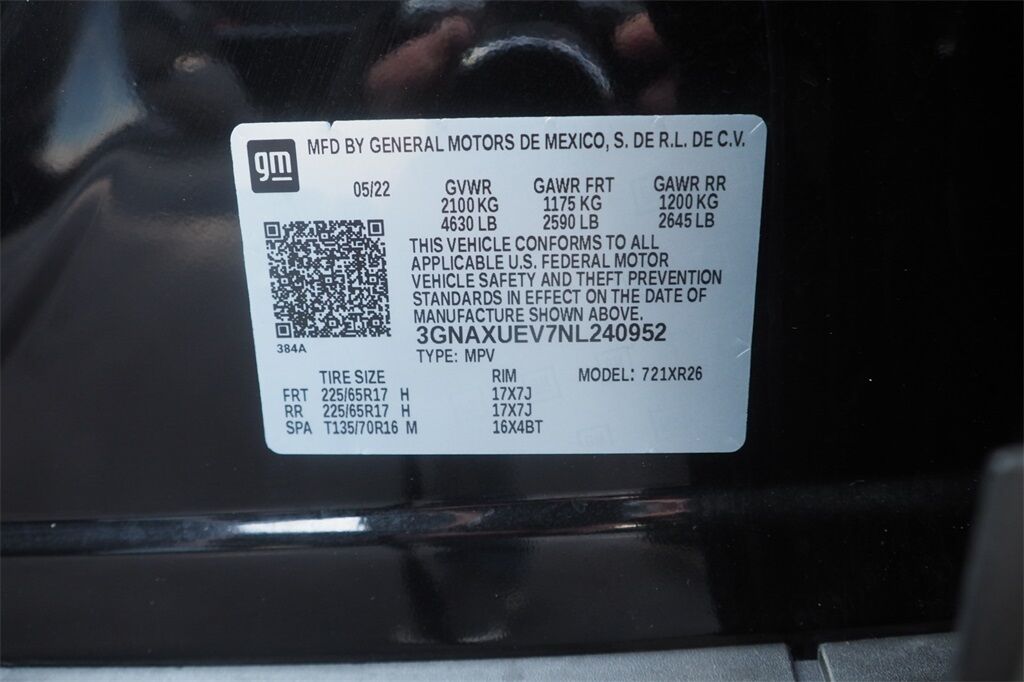 gm MFD BY GENERAL MOTORS DE MEXICO, S. DE R.L. DE C.V.
05/22 GVWR GAWR FRT GAWR RR
2100 KG 1175 KG 1200 KG
4630 LB 2590 LB 2645 LB
THIS VEHICLE CONFORMS TO ALL
APPLICABLE U.S. FEDERAL MOTOR
VEHICLE SAFETY AND THEFT PREVENTION
STANDARDS IN EFFECT ON THE DATE OF
MANUFACTURE SHOWN ABOVE.
3GNAXUEV7NL240952
384A
TYPE: MPV
TIRE SIZE RIM MODEL: 721XR26
FRT 225/65R17 H 17X7J
RR 225/65R17 H 17X7J
SPA T135/70R16 M 16X4BT